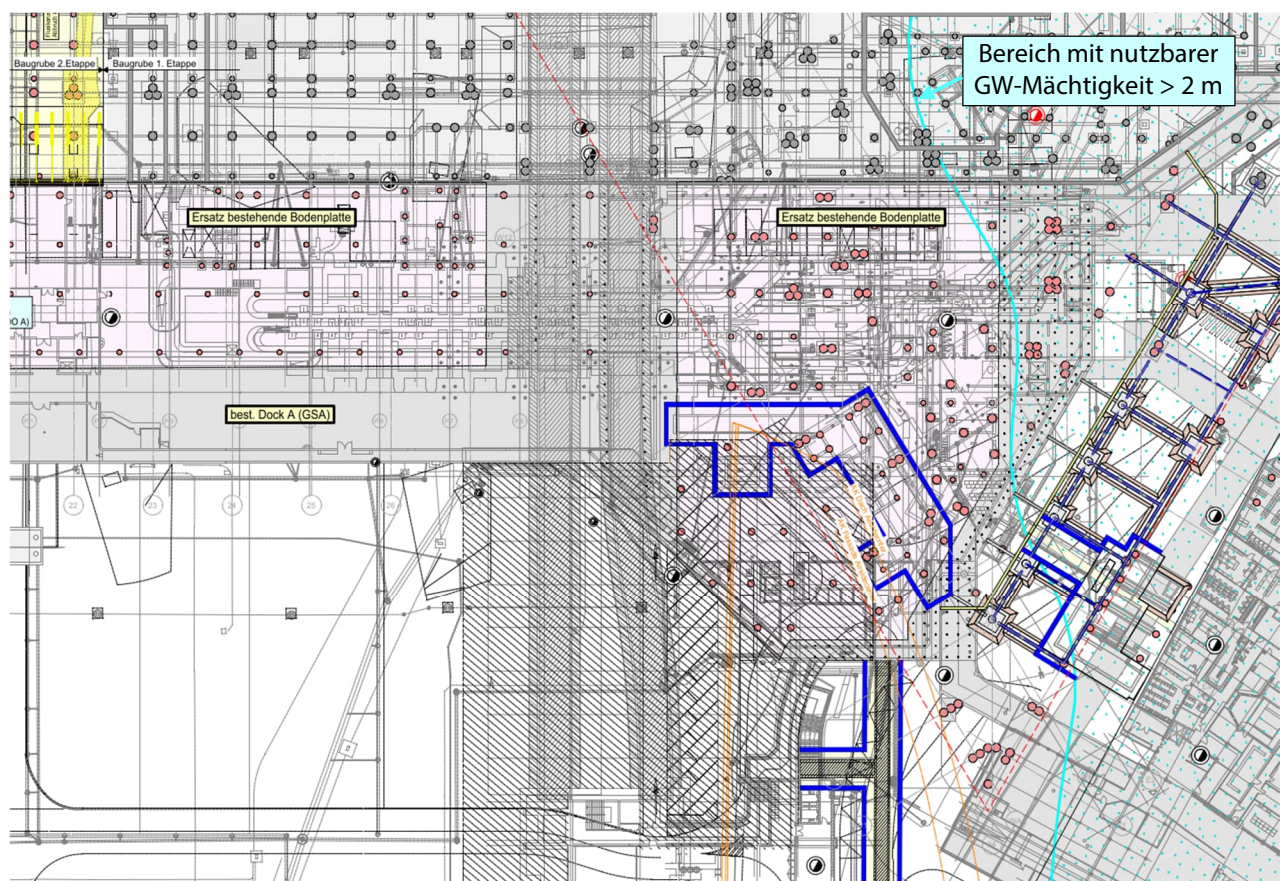 Bereich mit nutzbarer
GW-Mächtigkeit > 2 m
Baugrube 2.Etappe
Baugrube 1. Etappe
Ersatz bestehende Bodenplatte
Ersatz bestehende Bodenplatte
O A)
best. Dock A (GSA)
22
23
24
25
26